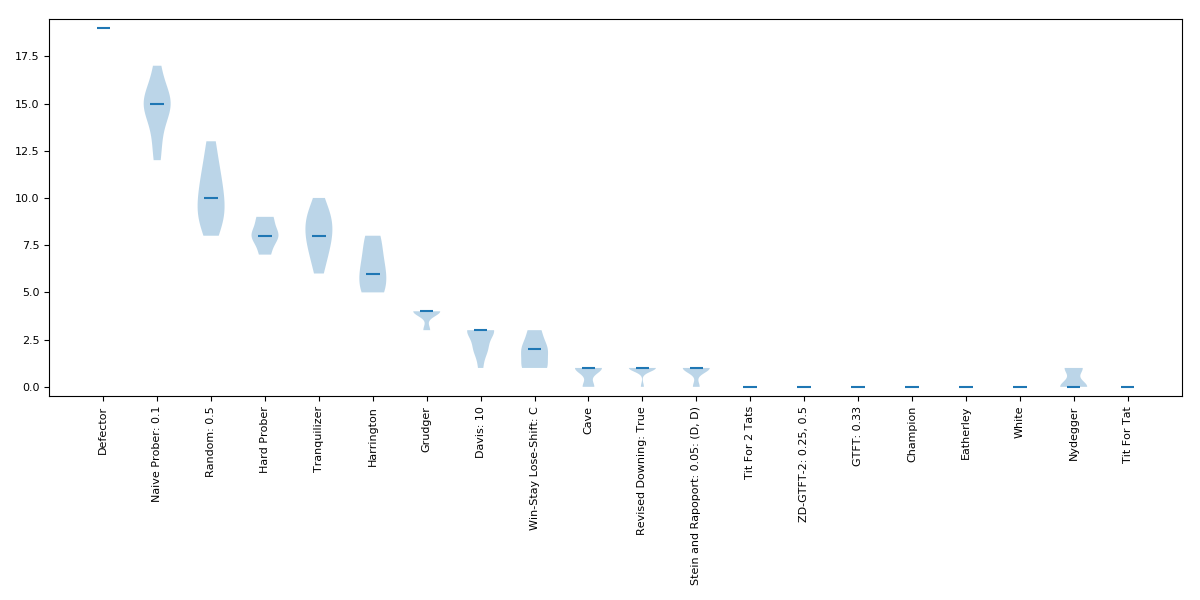 17.5
15.0
12.5
10.0
7.5
5.0
2.5
0.0
Defector
Naive Prober: 0.1
Random: 0.5
Hard Prober
Tranquilizer
Harrington
Grudger
Davis: 10
Win-Stay Lose-Shift: C
Cave
Revised Downing: True
Stein and Rapoport: 0.05: (D, D)
Tit For 2 Tats
ZD-GTFT-2: 0.25, 0.5
GTFT: 0.33
Champion
Eatherley
White
Nydegger
Tit For Tat